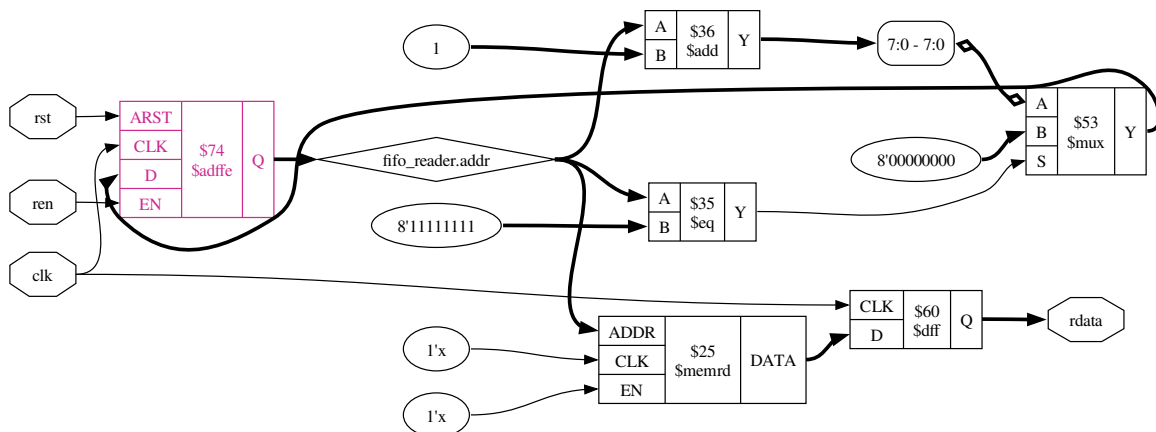 rst
ren
clk
ARST
CLK
D
EN
$74
$adffe
Q
fifo_reader.addr
1
A
B
$36
$add
Y
7:0 - 7:0
8'11111111
A
B
$35
$eq
Y
8'00000000
A
B
S
$53
$mux
Y
1'x
1'x
ADDR
CLK
EN
$25
$memrd
DATA
CLK
D
$60
$dff
Q
rdata